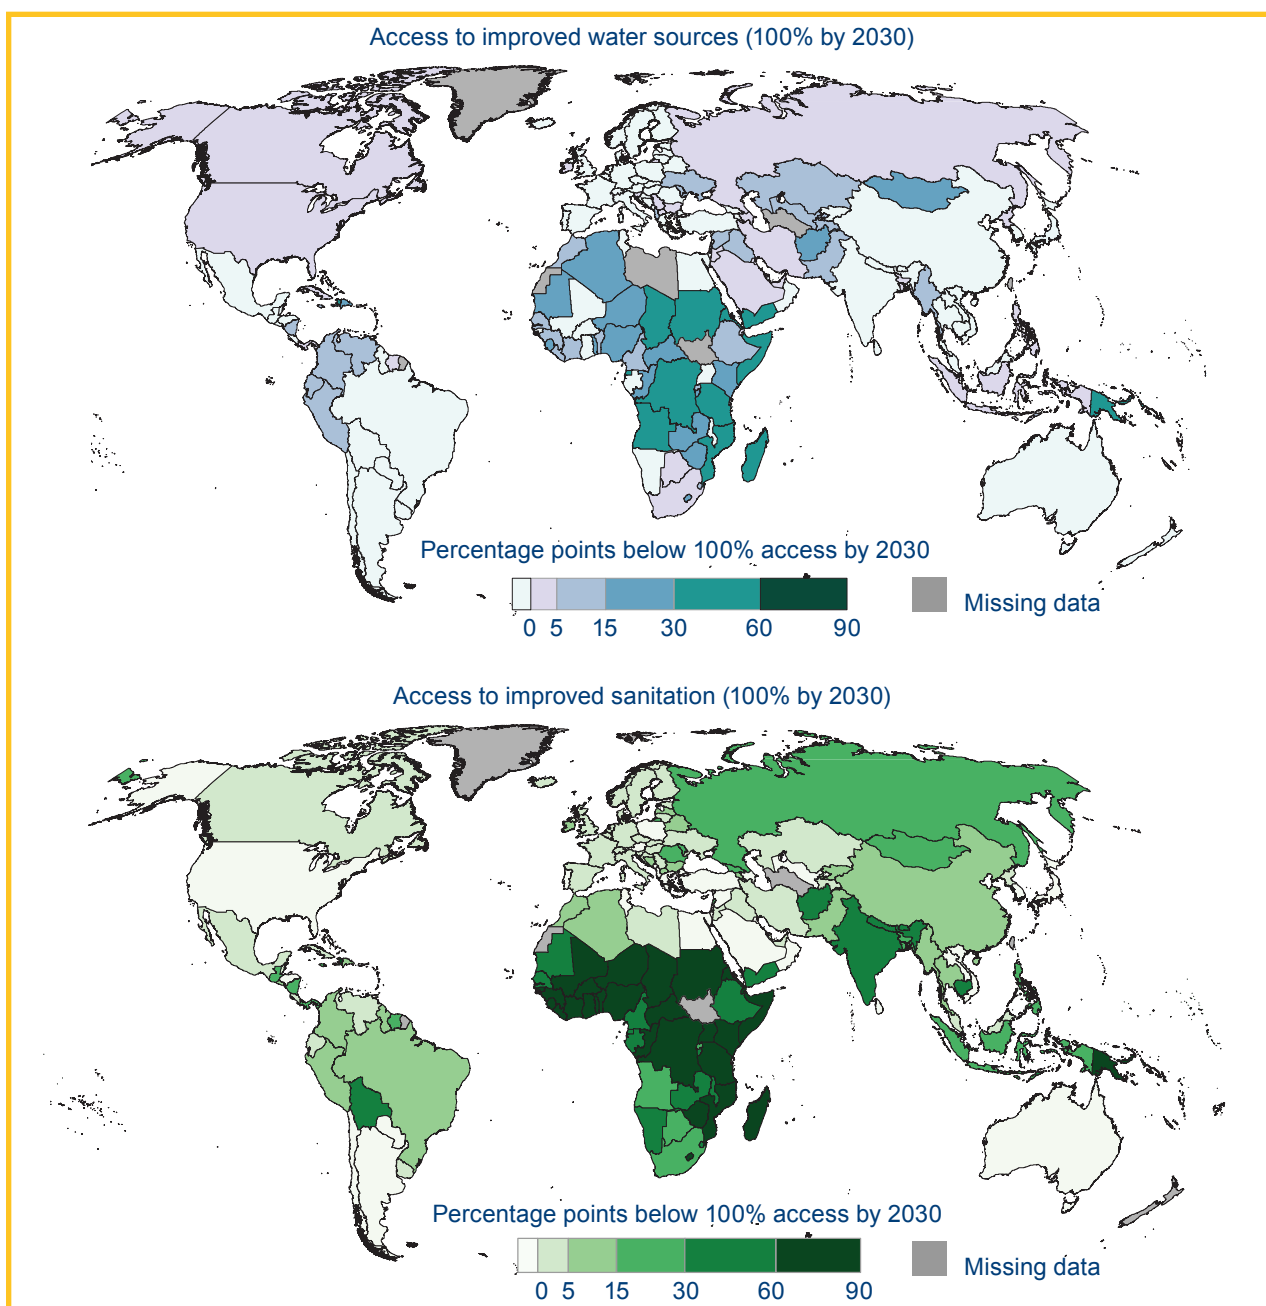 Access to improved water sources (100% by 2030)
Percentage points below 100% access by 2030
0 5 15 30 60 90
Missing data
Access to improved sanitation (100% by 2030)
Percentage points below 100% access by 2030
0 5 15 30 60 90
Missing data